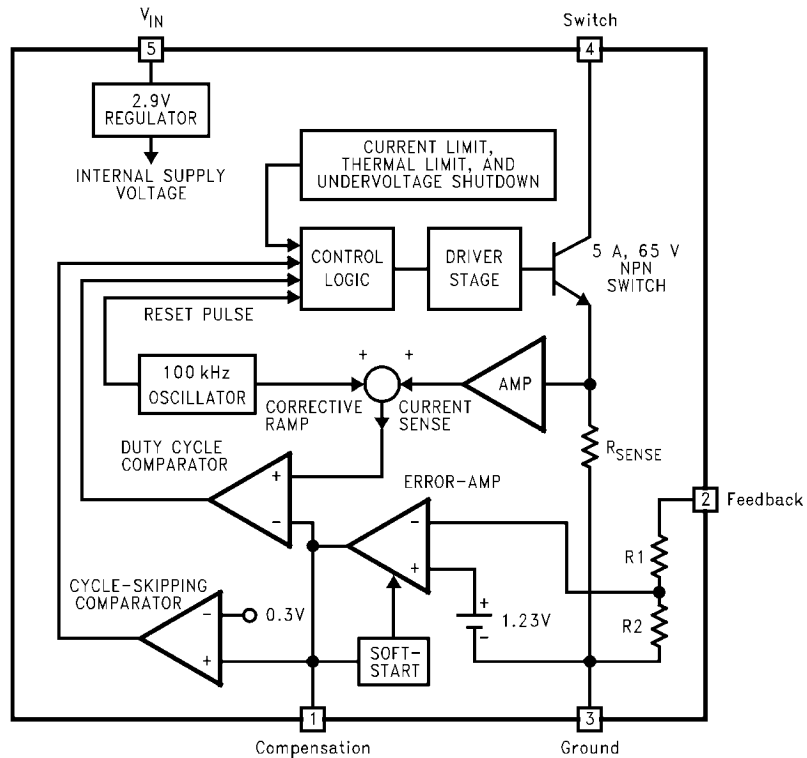 VIN
Switch
5
4
2.9V
REGULATOR
INTERNAL SUPPLY
VOLTAGE
CURRENT LIMIT,
THERMAL LIMIT, AND
UNDERVOLTAGE SHUTDOWN
CONTROL
LOGIC
DRIVER
STAGE
5 A, 65 V
NPN
SWITCH
RESET PULSE
100 kHz
OSCILLATOR
+
+
AMP
CORRECTIVE
RAMP
CURRENT
SENSE
DUTY CYCLE
COMPARATOR
+
−
ERROR-AMP
−
+
RSENSE
2
Feedback
R1
R2
CYCLE-SKIPPING
COMPARATOR
−
+
0.3V
SOFT-
START
+
−
1.23V
1
3
Compensation
Ground